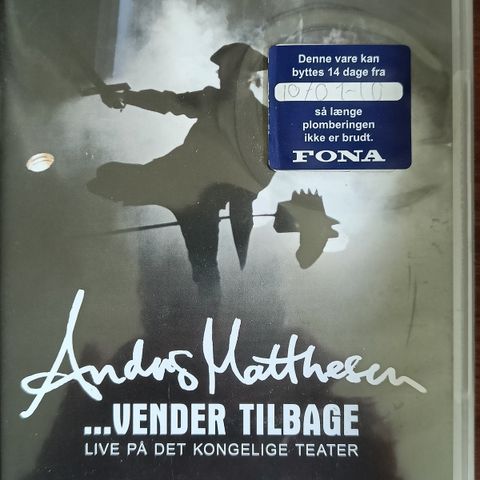 Denne vare kan
byttes 14 dage fra
10/01-10
så længe
plomberingen
ikke er brudt.
FONA
Anders Matthesen
...VENDER TILBAGE
LIVE PÅ DET KONGELIGE TEATER